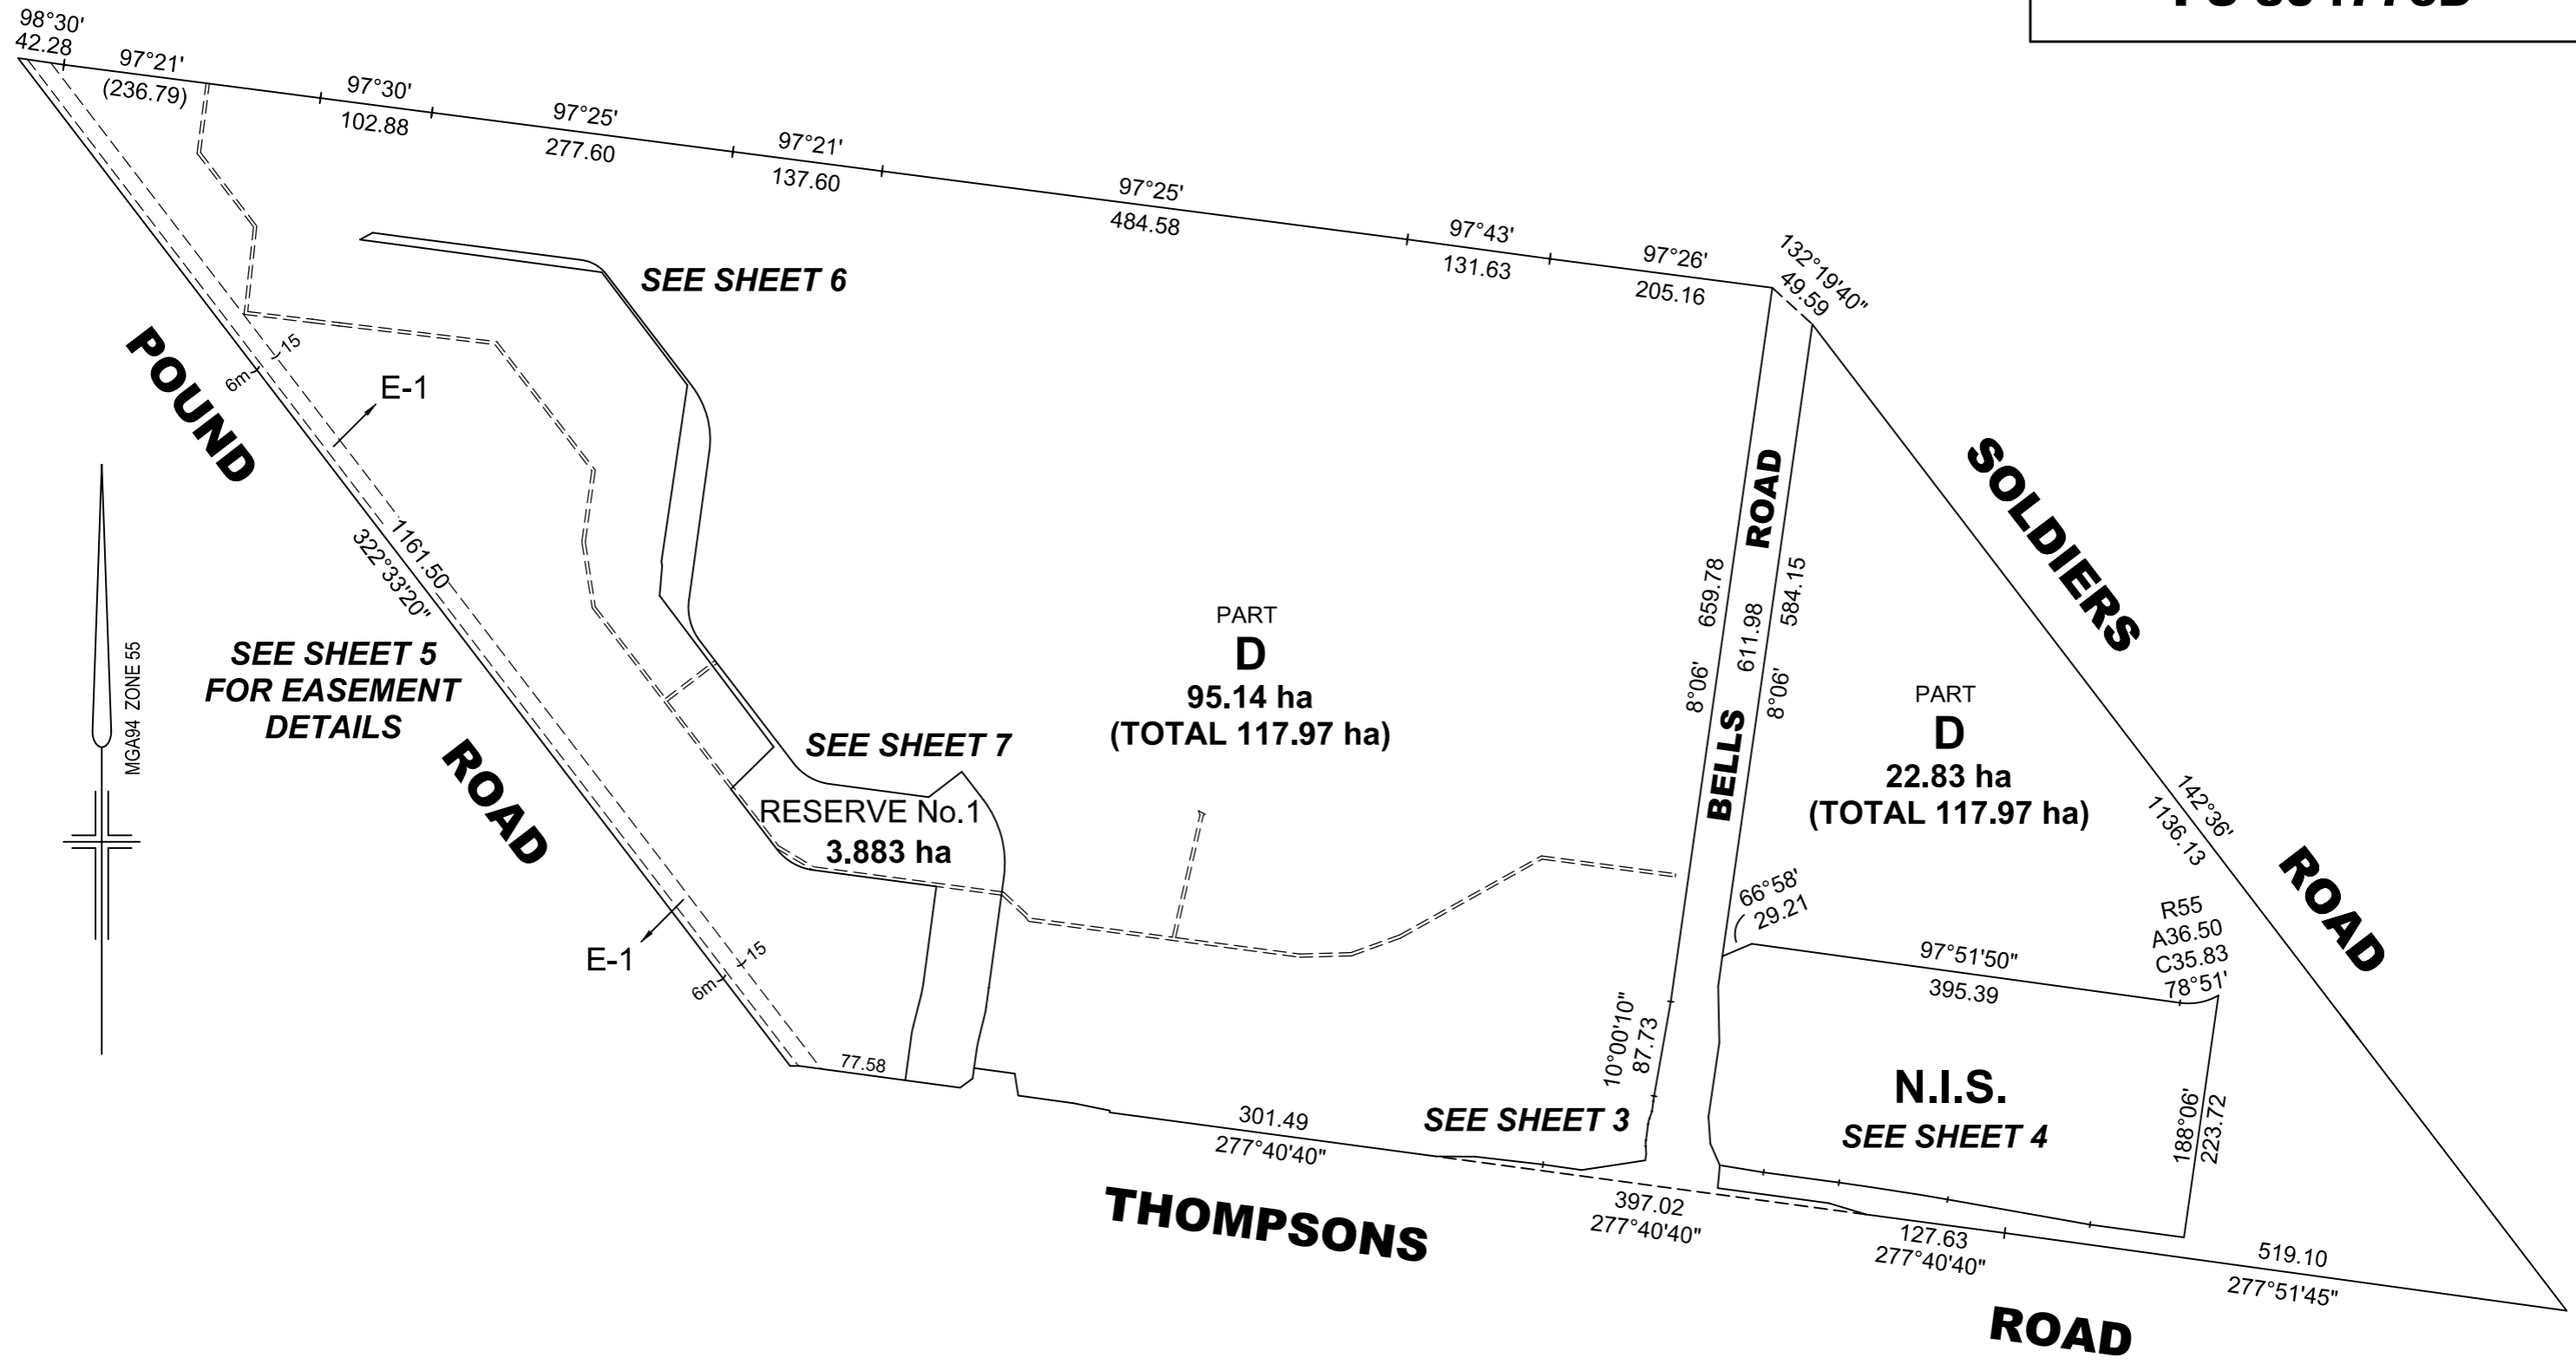 98°30'
42.28
97°21'
(236.79)
97°30'
102.88
97°25'
277.60
97°21'
137.60
97°25'
484.58
97°43'
131.63
97°26'
205.16
132°19'40"
49.59
SEE SHEET 6
15
6m
E-1
POUND
ROAD
1161.50
322°33'20"
MGA94 ZONE 55
SEE SHEET 5
FOR EASEMENT
DETAILS
SEE SHEET 7
RESERVE No.1
3.883 ha
PART
D
95.14 ha
(TOTAL 117.97 ha)
659.78
8°06'
611.98
584.15
8°06'
BELLS ROAD
SOLDIERS
ROAD
PART
D
22.83 ha
(TOTAL 117.97 ha)
142°36'
1136.13
66°58'
29.21
R55
A36.50
C35.83
78°51'
97°51'50"
395.39
E-1
15
6m
77.58
10°00'10"
87.73
N.I.S.
SEE SHEET 4
188°06'
223.72
SEE SHEET 3
301.49
277°40'40"
397.02
277°40'40"
127.63
277°40'40"
519.10
277°51'45"
THOMPSONS
ROAD